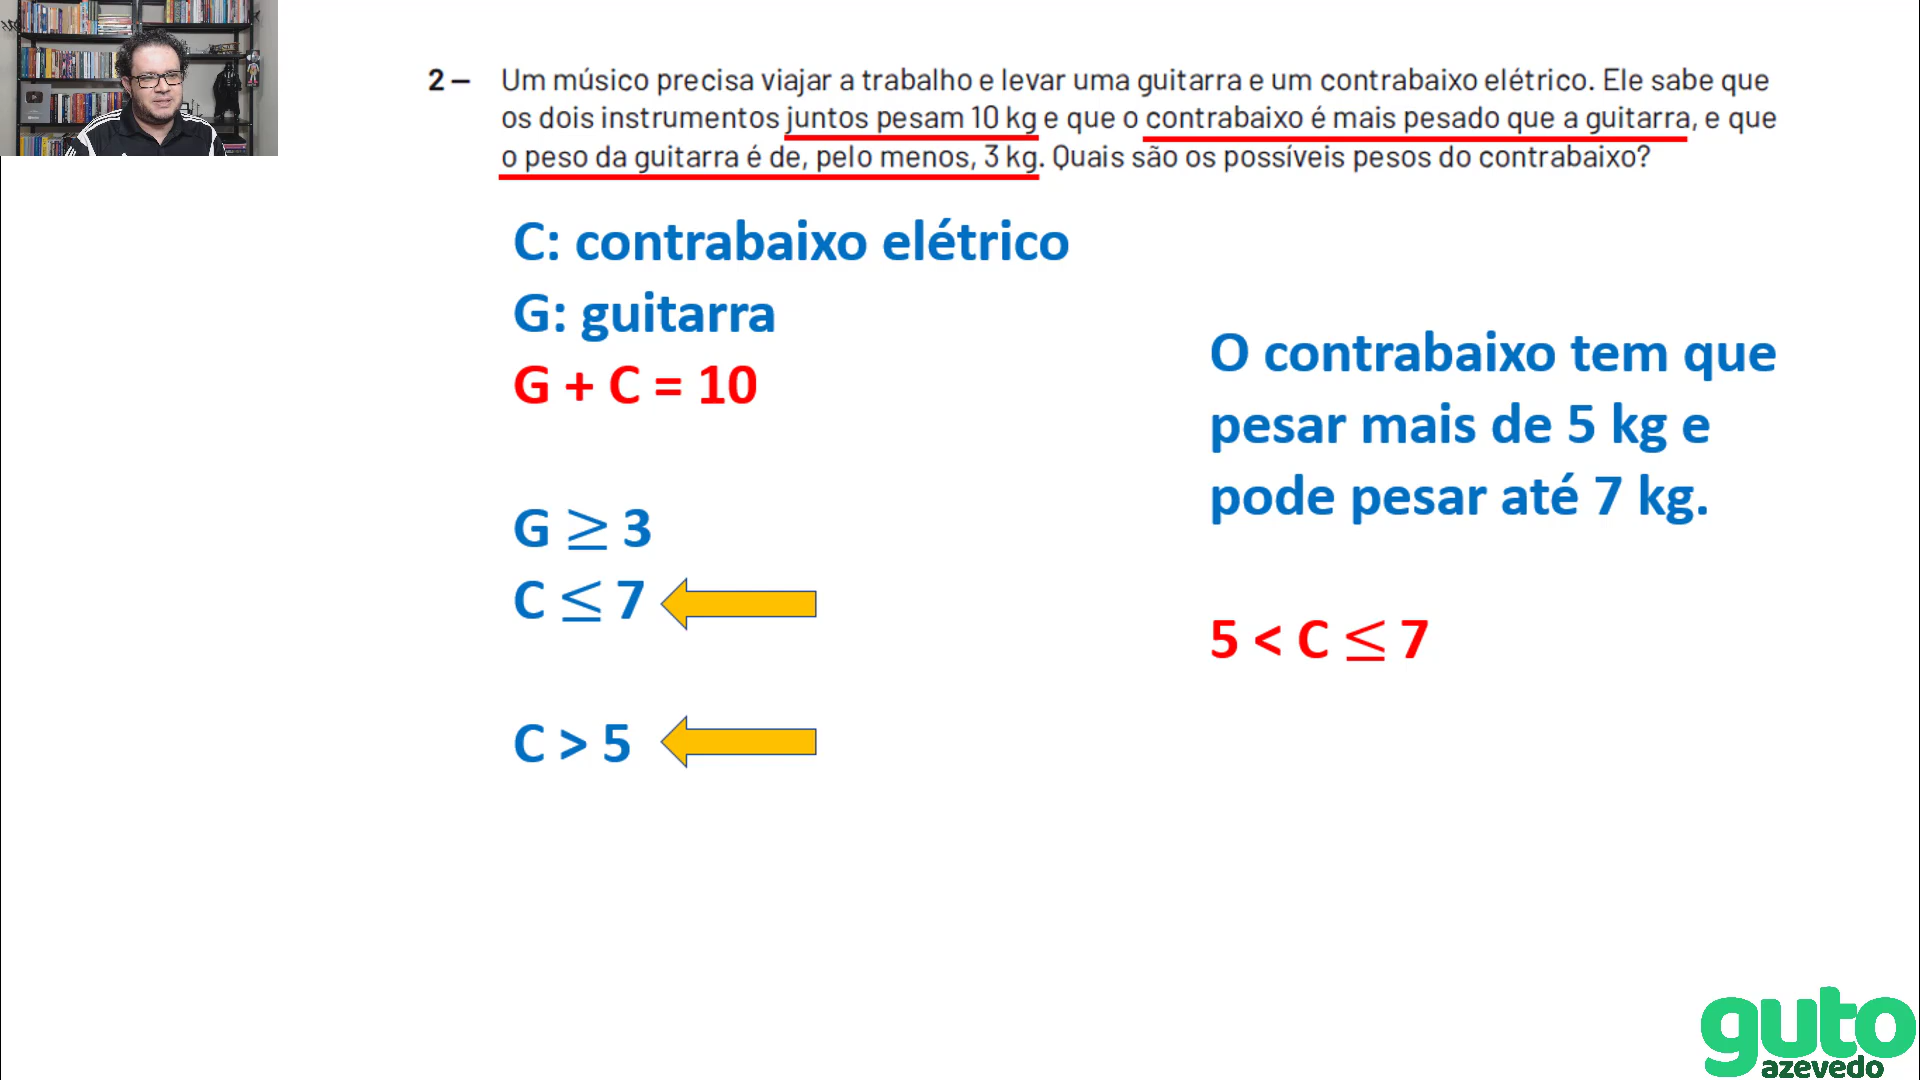 2 – Um músico precisa viajar a trabalho e levar uma guitarra e um contrabaixo elétrico. Ele sabe que
os dois instrumentos juntos pesam 10 kg e que o contrabaixo é mais pesado que a guitarra, e que
o peso da guitarra é de, pelo menos, 3 kg. Quais são os possíveis pesos do contrabaixo?
C: contrabaixo elétrico
G: guitarra
G + C = 10
G ≥ 3
C ≤ 7
C > 5
O contrabaixo tem que
pesar mais de 5 kg e
pode pesar até 7 kg.
5 < C ≤ 7
guto
azevedo